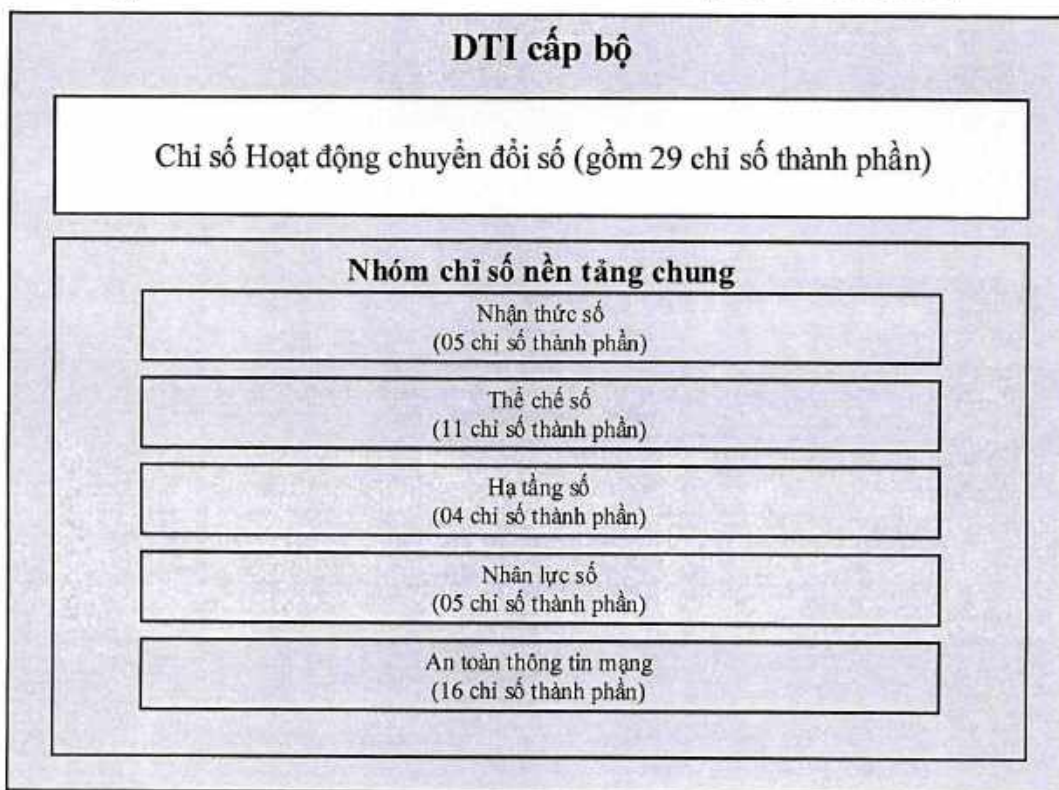 DTI cấp bộ
Chỉ số Hoạt động chuyển đổi số (gồm 29 chỉ số thành phần)
Nhóm chỉ số nền tảng chung
Nhận thức số
(05 chỉ số thành phần)
Thể chế số
(11 chỉ số thành phần)
Hạ tầng số
(04 chỉ số thành phần)
Nhân lực số
(05 chỉ số thành phần)
An toàn thông tin mạng
(16 chỉ số thành phần)